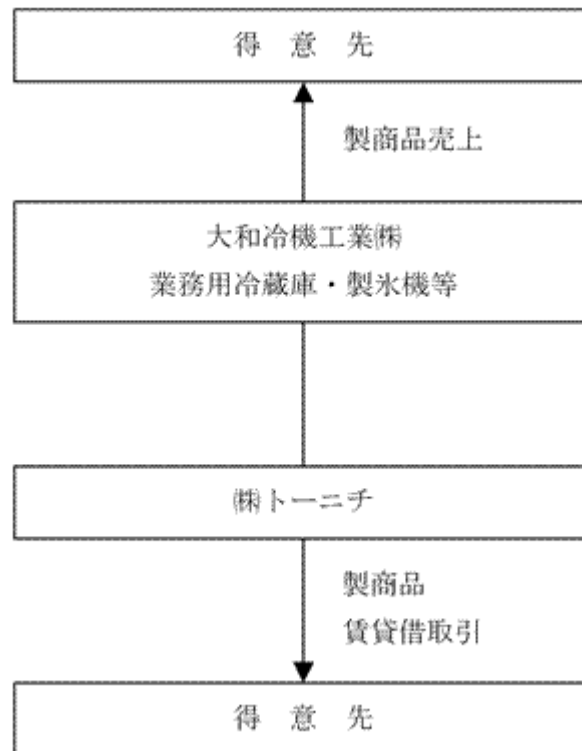 得 意 先
製商品売上
大和冷機工業㈱
業務用冷蔵庫・製氷機等
㈱トーニチ
製商品
賃貸借取引
得 意 先